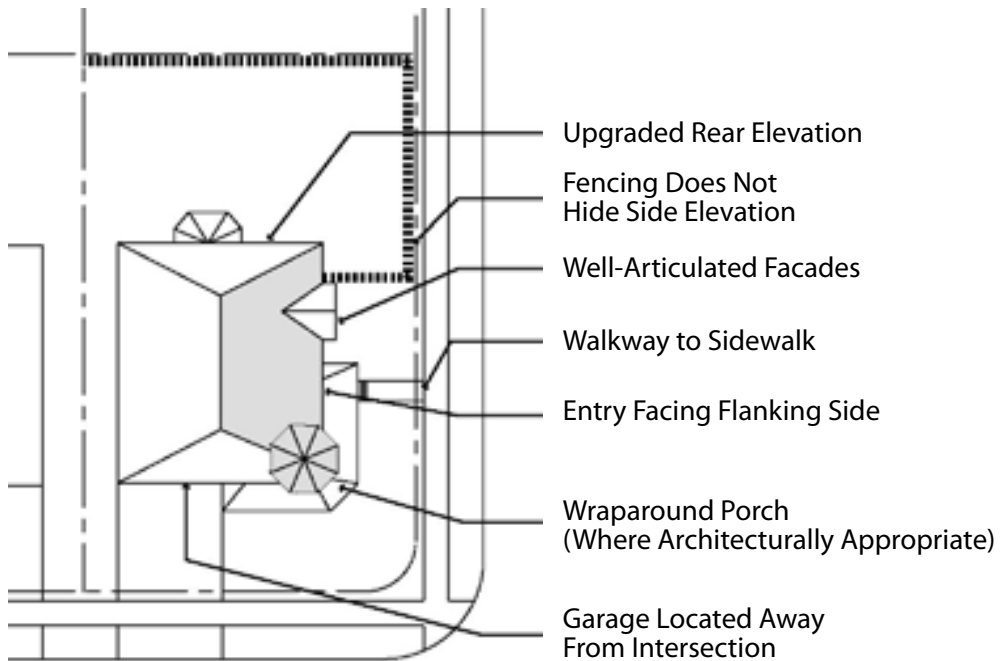 Upgraded Rear Elevation
Fencing Does Not
Hide Side Elevation
Well-Articulated Facades
Walkway to Sidewalk
Entry Facing Flanking Side
Wraparound Porch
(Where Architecturally Appropriate)
Garage Located Away
From Intersection